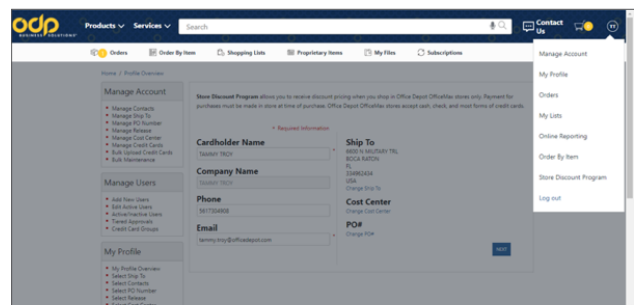 odp
BUSINESS SOLUTIONS
Products
Services
Search
Contact Us
TT
Orders
Order By Item
Shopping Lists
Proprietary Items
My Files
Subscriptions
Home / Profile Overview
Manage Account
Manage Contacts
Manage Ship To
Manage PO Number
Manage Release
Manage Cost Center
Manage Credit Cards
Bulk Upload Credit Cards
Bulk Maintenance
Manage Users
Add New Users
Edit Active Users
Active/Inactive Users
Tiered Approvals
Credit Card Groups
My Profile
My Profile Overview
Select Ship To
Select Contacts
Select PO Number
Select Release
Select Cost Center
Store Discount Program allows you to receive discount pricing when you shop in Office Depot OfficeMax stores only. Payment for
purchases must be made in store at time of purchase. Office Depot OfficeMax stores accept cash, check, and most forms of credit cards.
* Required Information
Cardholder Name
TAMMY TROY
*
Company Name
TAMMY TROY
Phone
5617304908
Email
tammy.troy@officedepot.com
*
Ship To
6600 N MILITARY TRL
BOCA RATON
FL
334962434
USA
Change Ship To
Cost Center
Change Cost Center
PO#
Change PO#
NEXT
Manage Account
My Profile
Orders
My Lists
Online Reporting
Order By Item
Store Discount Program
Log out